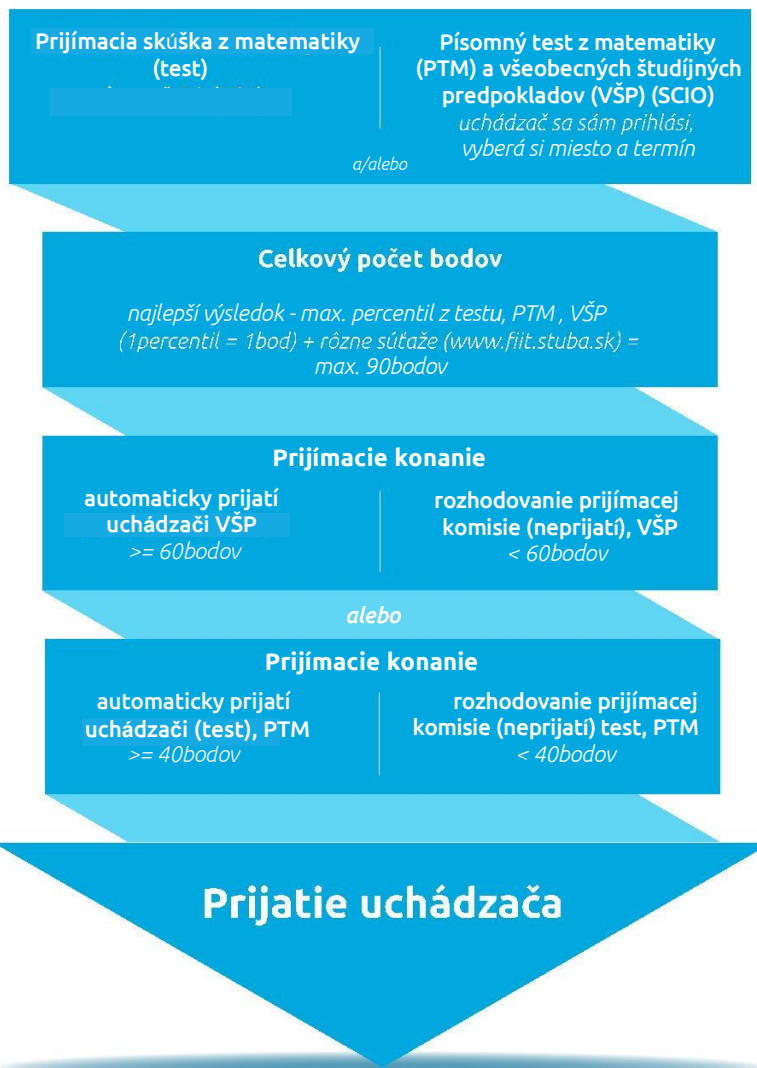 Prijímacia skúška z matematiky
(test)
Písomný test z matematiky
(PTM) a všeobecných študíjných
predpokladov (VŠP) (SCIO)
uchádzač sa sám prihlási,
vyberá si miesto a termín
a/alebo
Celkový počet bodov
najlepší výsledok - max. percentil z testu, PTM , VŠP
(1percentil = 1bod) + rôzne súťaže (www.fiit.stuba.sk) =
max. 90bodov
Prijímacie konanie
automaticky prijatí
uchádzači VŠP
>= 60bodov
rozhodovanie prijímacej
komisie (neprijatí), VŠP
< 60bodov
alebo
Prijímacie konanie
automaticky prijatí
uchádzači (test), PTM
>= 40bodov
rozhodovanie prijímacej
komisie (neprijatí) test, PTM
< 40bodov
Prijatie uchádzača